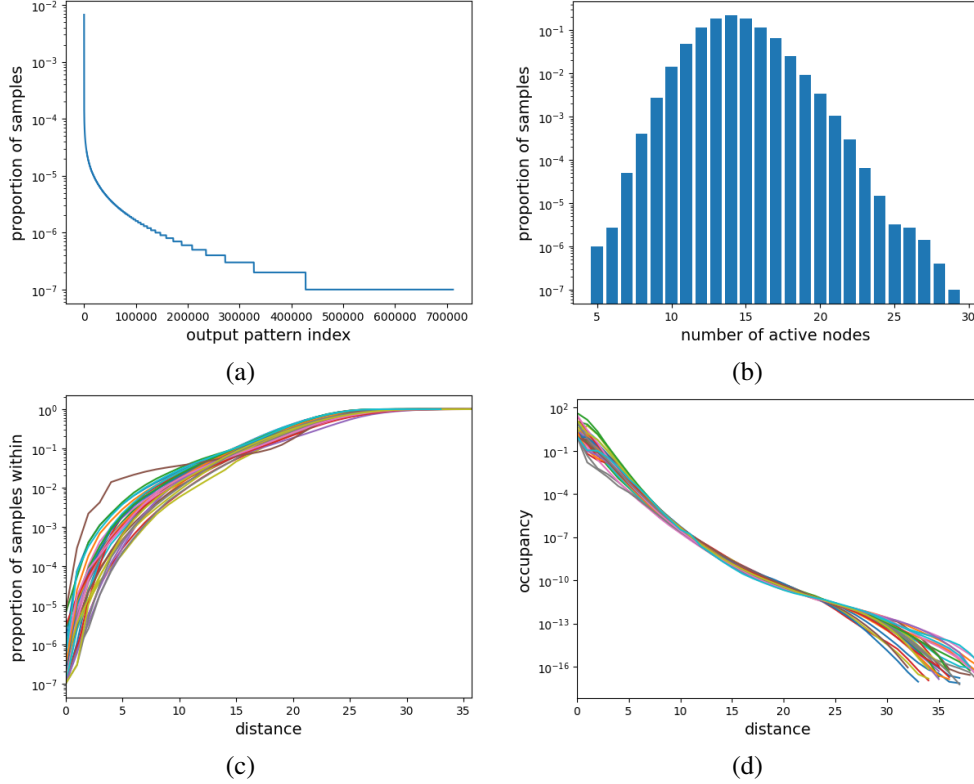 10⁻²
10⁻³
10⁻⁴
10⁻⁵
10⁻⁶
10⁻⁷
proportion of samples
0 100000 200000 300000 400000 500000 600000 700000
output pattern index
(a)
10⁻¹
10⁻²
10⁻³
10⁻⁴
10⁻⁵
10⁻⁶
10⁻⁷
proportion of samples
5 10 15 20 25 30
number of active nodes
(b)
10⁰
10⁻¹
10⁻²
10⁻³
10⁻⁴
10⁻⁵
10⁻⁶
10⁻⁷
proportion of samples within
0 5 10 15 20 25 30 35
distance
(c)
10²
10⁻¹
10⁻⁴
10⁻⁷
10⁻¹⁰
10⁻¹³
10⁻¹⁶
occupancy
0 5 10 15 20 25 30 35
distance
(d)